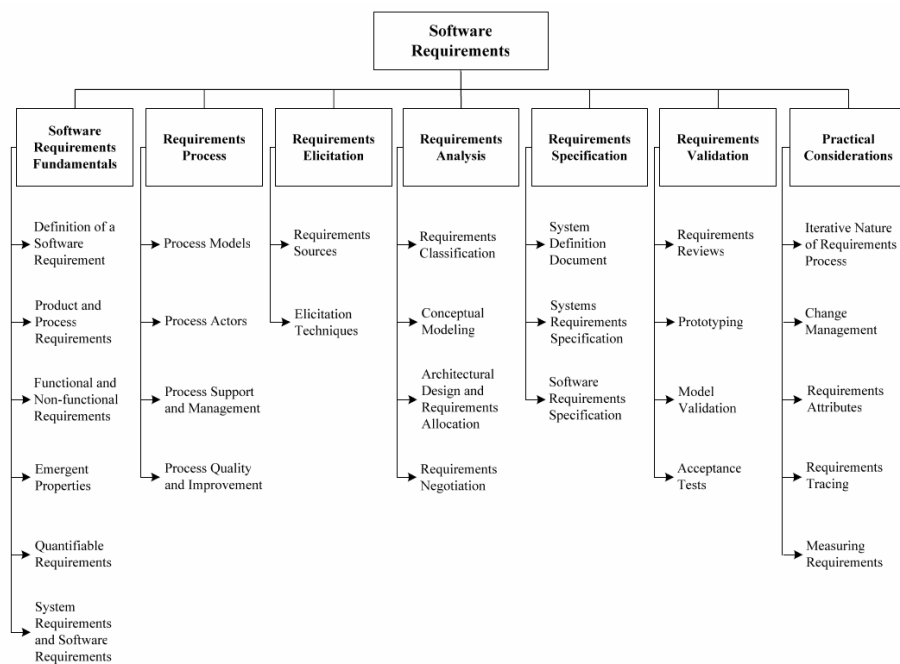 Software
Requirements
Software
Requirements
Fundamentals
Definition of a
Software
Requirement
Product and
Process
Requirements
Functional and
Non-functional
Requirements
Emergent
Properties
Quantifiable
Requirements
System
Requirements
and Software
Requirements
Requirements
Process
Process Models
Process Actors
Process Support
and Management
Process Quality
and Improvement
Requirements
Elicitation
Requirements
Sources
Elicitation
Techniques
Requirements
Analysis
Requirements
Classification
Conceptual
Modeling
Architectural
Design and
Requirements
Allocation
Requirements
Negotiation
Requirements
Specification
System
Definition
Document
Systems
Requirements
Specification
Software
Requirements
Specification
Requirements
Validation
Requirements
Reviews
Prototyping
Model
Validation
Acceptance
Tests
Practical
Considerations
Iterative Nature
of Requirements
Process
Change
Management
Requirements
Attributes
Requirements
Tracing
Measuring
Requirements